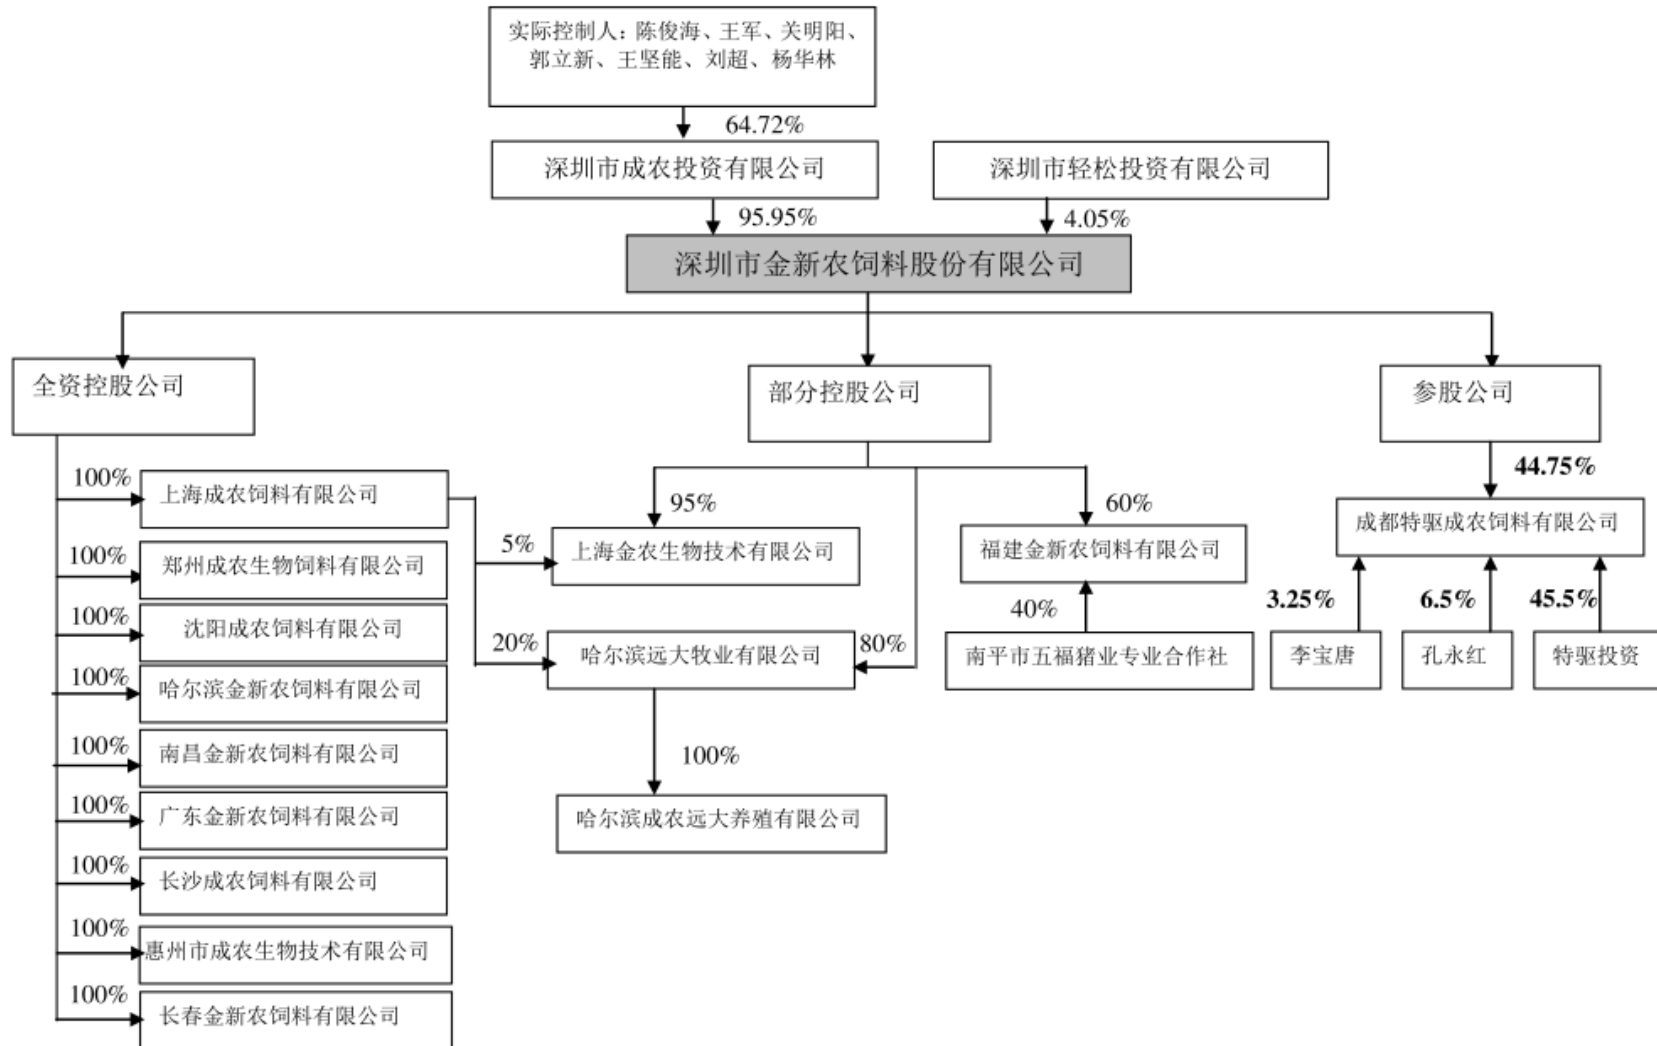 实际控制人：陈俊海、王军、关明阳、
郭立新、王坚能、刘超、杨华林
64.72%
深圳市成农投资有限公司
深圳市轻松投资有限公司
95.95%
4.05%
深圳市金新农饲料股份有限公司
全资控股公司
部分控股公司
参股公司
100%
上海成农饲料有限公司
100%
郑州成农生物饲料有限公司
100%
沈阳成农饲料有限公司
100%
哈尔滨金新农饲料有限公司
100%
南昌金新农饲料有限公司
100%
广东金新农饲料有限公司
100%
长沙成农饲料有限公司
100%
惠州市成农生物技术有限公司
100%
长春金新农饲料有限公司
95%
5%
上海金农生物技术有限公司
20%
哈尔滨远大牧业有限公司
80%
100%
哈尔滨成农远大养殖有限公司
60%
福建金新农饲料有限公司
40%
南平市五福猪业专业合作社
44.75%
成都特驱成农饲料有限公司
3.25%
6.5%
45.5%
李宝唐
孔永红
特驱投资